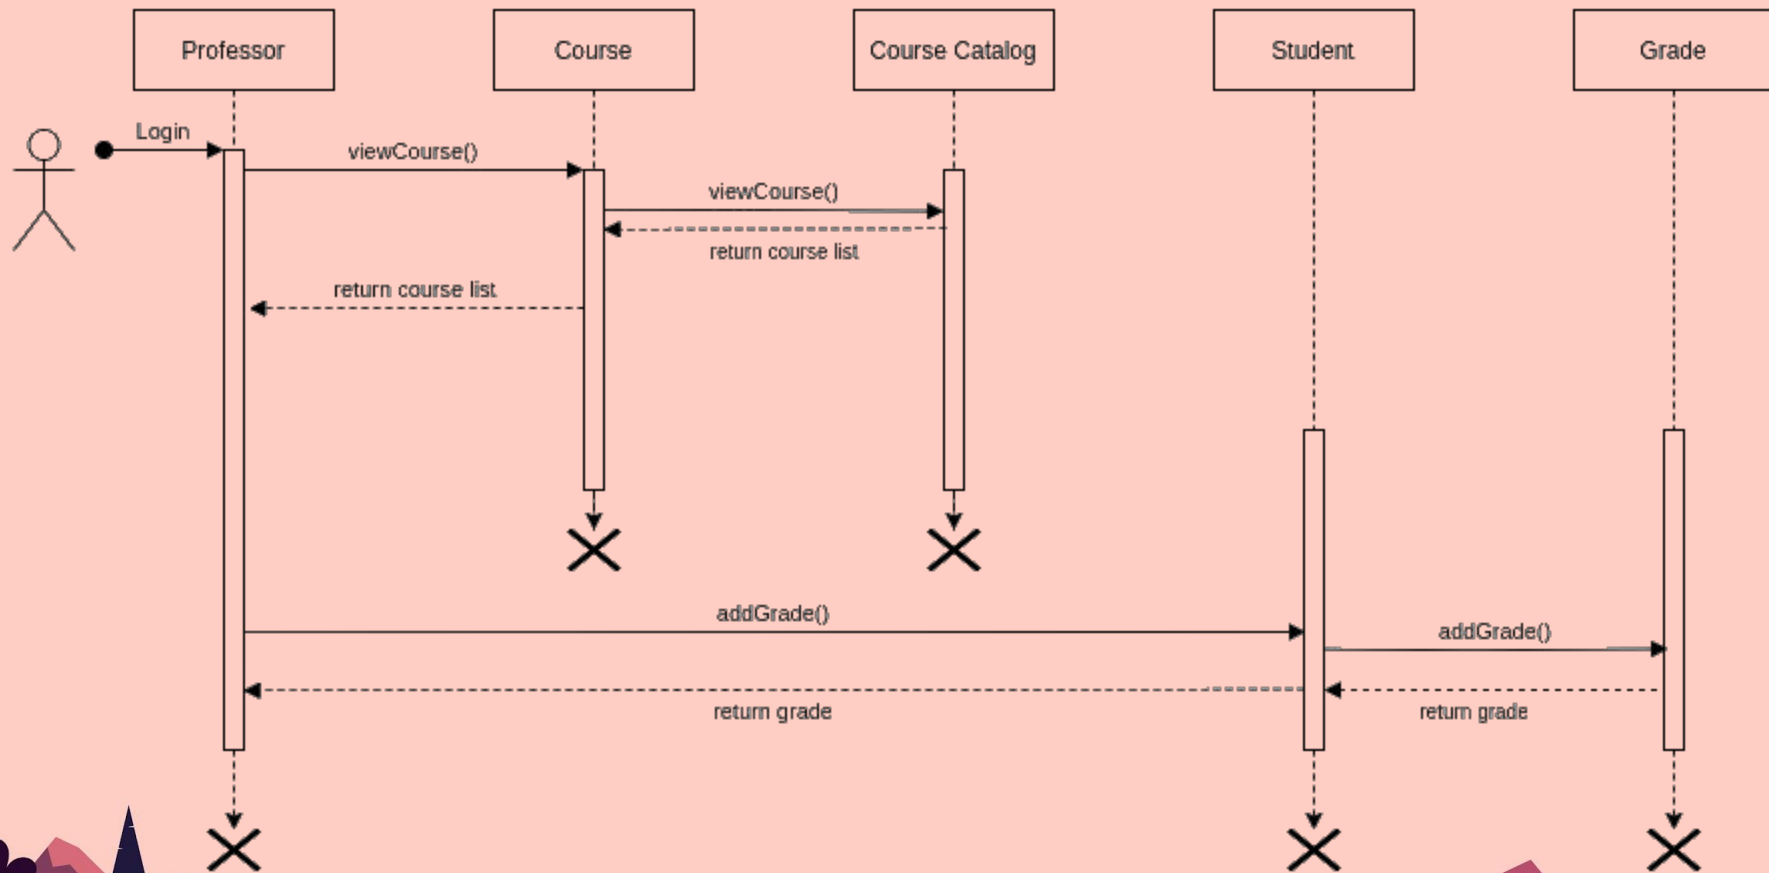 Professor
Course
Course Catalog
Student
Grade
Login
viewCourse()
viewCourse()
return course list
return course list
addGrade()
addGrade()
return grade
return grade